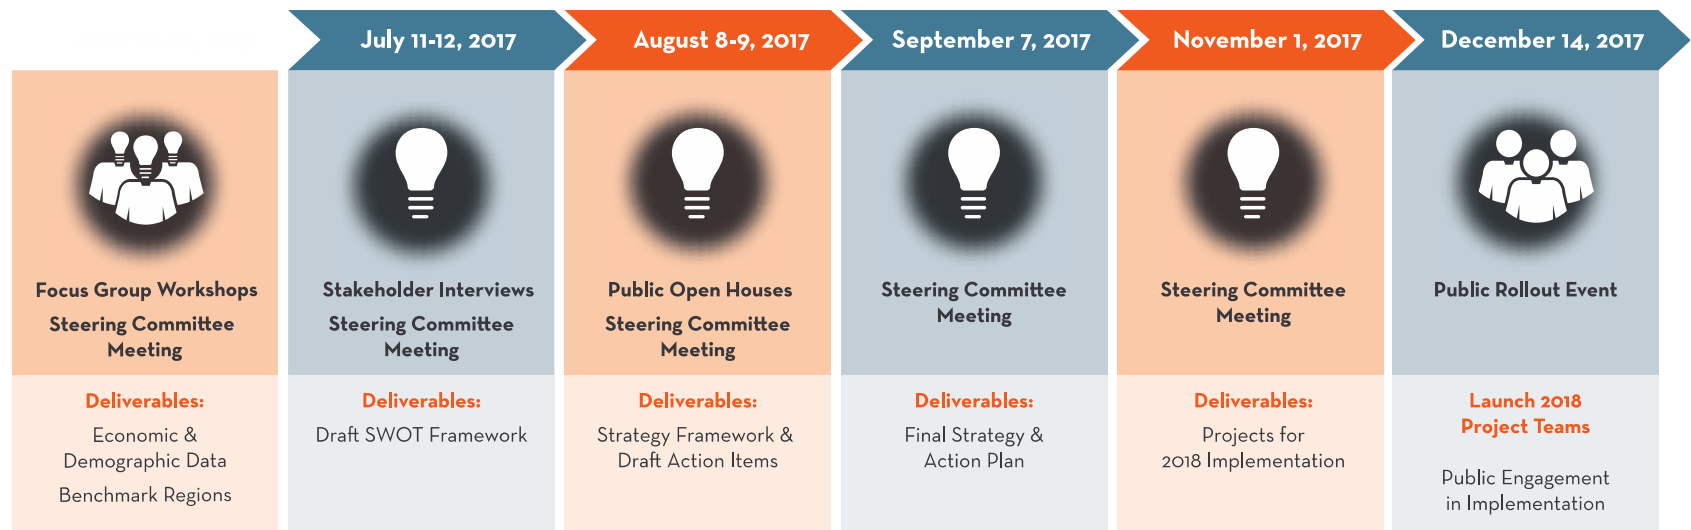 July 11-12, 2017
August 8-9, 2017
September 7, 2017
November 1, 2017
December 14, 2017
Focus Group Workshops
Steering Committee
Meeting
Deliverables:
Economic &
Demographic Data
Benchmark Regions
Stakeholder Interviews
Steering Committee
Meeting
Deliverables:
Draft SWOT Framework
Public Open Houses
Steering Committee
Meeting
Deliverables:
Strategy Framework &
Draft Action Items
Steering Committee
Meeting
Deliverables:
Final Strategy &
Action Plan
Steering Committee
Meeting
Deliverables:
Projects for
2018 Implementation
Public Rollout Event
Launch 2018
Project Teams
Public Engagement
in Implementation